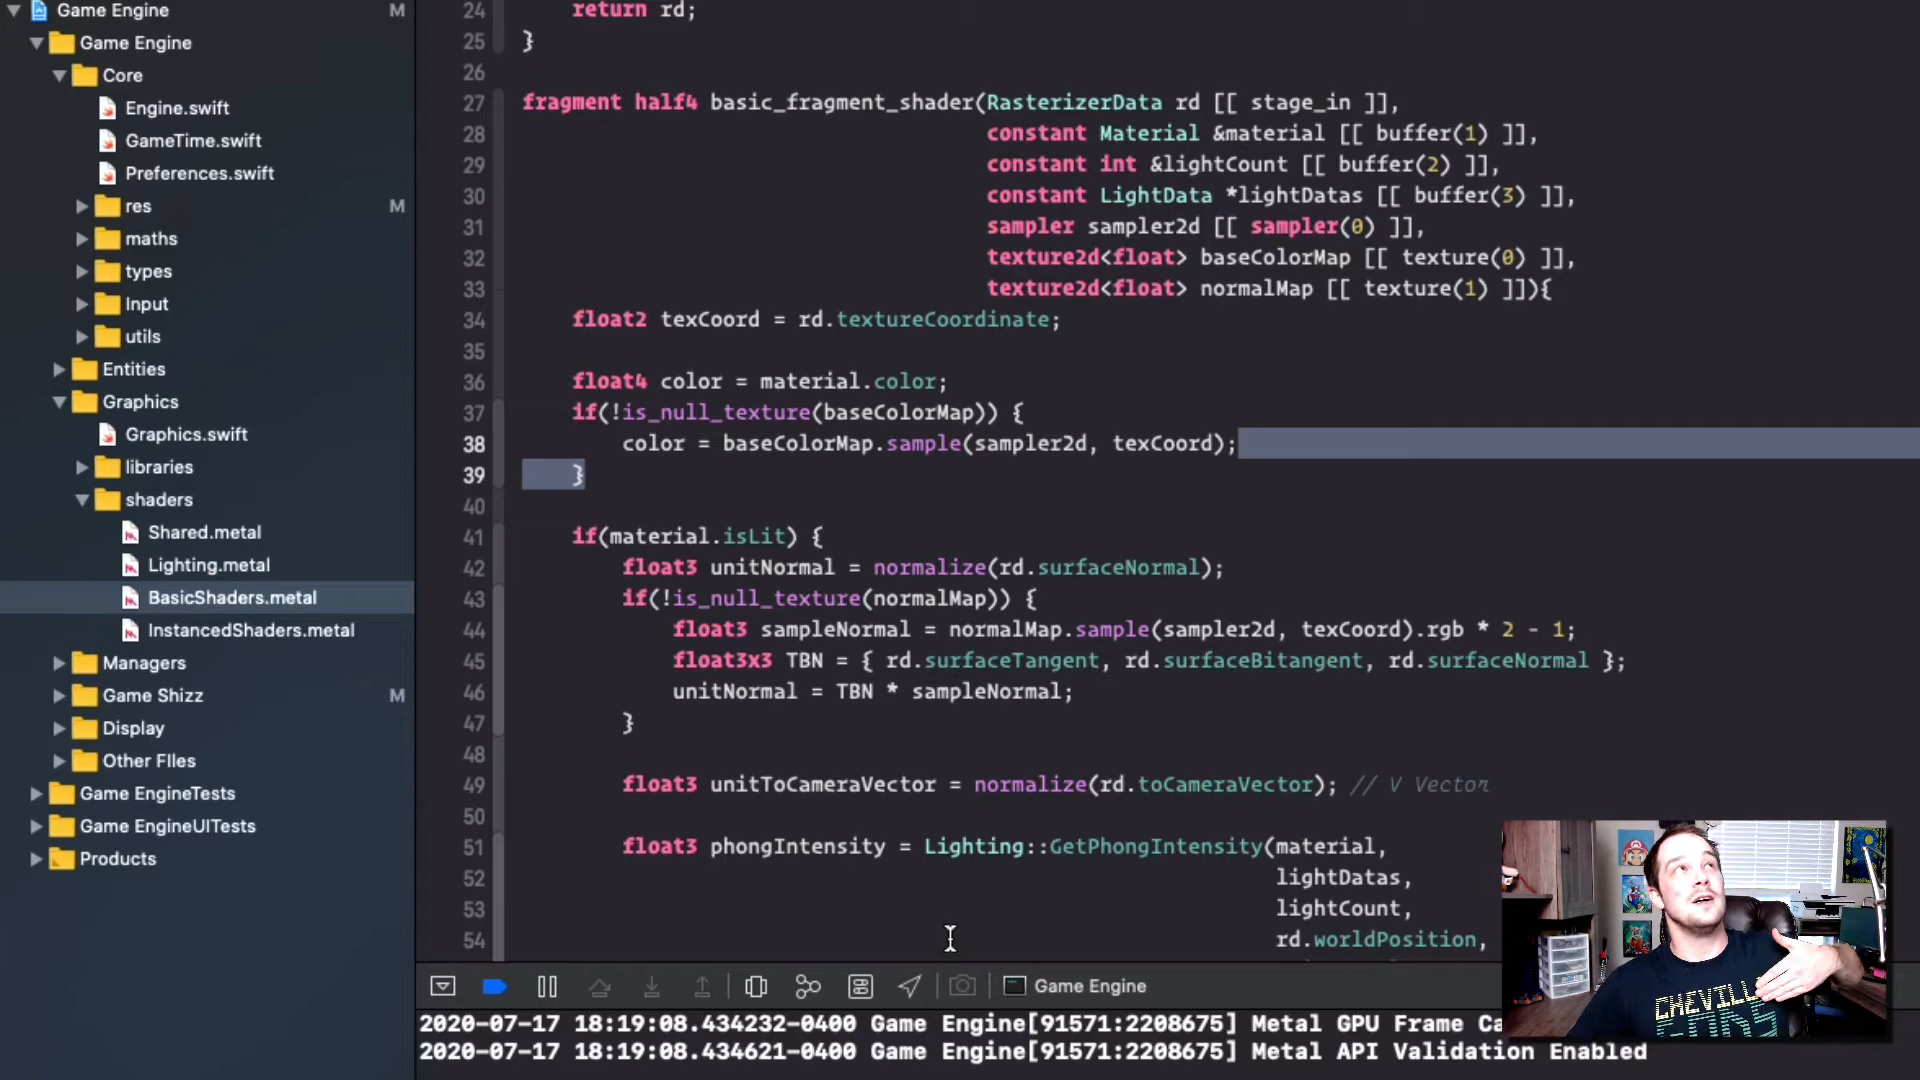 Game Engine M
Game Engine
Core
Engine.swift
GameTime.swift
Preferences.swift
res M
maths
types
Input
utils
Entities
Graphics
Graphics.swift
libraries
shaders
Shared.metal
Lighting.metal
BasicShaders.metal
InstancedShaders.metal
Managers
Game Shizz M
Display
Other FIles
Game EngineTests
Game EngineUITests
Products
24 return rd;
25 }
26
27 fragment half4 basic_fragment_shader(RasterizerData rd [[ stage_in ]],
28 constant Material &material [[ buffer(1) ]],
29 constant int &lightCount [[ buffer(2) ]],
30 constant LightData *lightDatas [[ buffer(3) ]],
31 sampler sampler2d [[ sampler(0) ]],
32 texture2d<float> baseColorMap [[ texture(0) ]],
33 texture2d<float> normalMap [[ texture(1) ]]){
34 float2 texCoord = rd.textureCoordinate;
35
36 float4 color = material.color;
37 if(!is_null_texture(baseColorMap)) {
38 color = baseColorMap.sample(sampler2d, texCoord);
39 }
40
41 if(material.isLit) {
42 float3 unitNormal = normalize(rd.surfaceNormal);
43 if(!is_null_texture(normalMap)) {
44 float3 sampleNormal = normalMap.sample(sampler2d, texCoord).rgb * 2 - 1;
45 float3x3 TBN = { rd.surfaceTangent, rd.surfaceBitangent, rd.surfaceNormal };
46 unitNormal = TBN * sampleNormal;
47 }
48
49 float3 unitToCameraVector = normalize(rd.toCameraVector); // V Vector
50
51 float3 phongIntensity = Lighting::GetPhongIntensity(material,
52 lightDatas,
53 lightCount,
54 rd.worldPosition,
Game Engine
2020-07-17 18:19:08.434232-0400 Game Engine[91571:2208675] Metal GPU Frame Ca
2020-07-17 18:19:08.434621-0400 Game Engine[91571:2208675] Metal API Validation Enabled